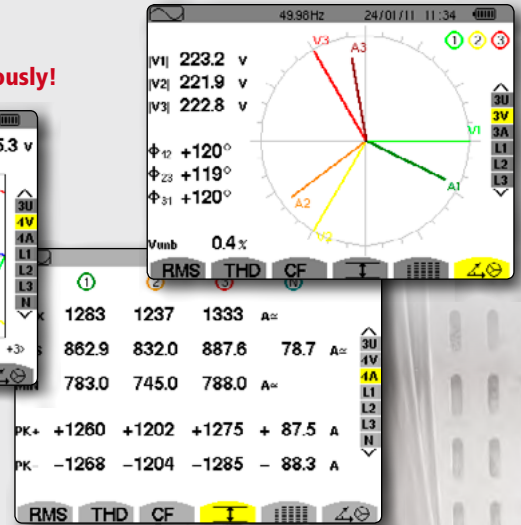 ously!
49.98Hz 24/01/11 11:34
|V1| 223.2 v
|V2| 221.9 v
|V3| 222.8 v
Φ12 +120°
Φ23 +119°
Φ31 +120°
Vunb 0.4%
V3
A3
V1
A1
A2
V2
1 2 3
3U
3V
3A
L1
L2
L3
RMS THD CF
5.3 v
3U
4V
4A
L1
L2
L3
N
+3>
1 2 3 N
1283 1237 1333 A≃
862.9 832.0 887.6 78.7 A≃
783.0 745.0 788.0 A≃
PK+ +1260 +1202 +1275 + 87.5 A
PK- -1268 -1204 -1285 - 88.3 A
3U
4V
4A
L1
L2
L3
N
RMS THD CF